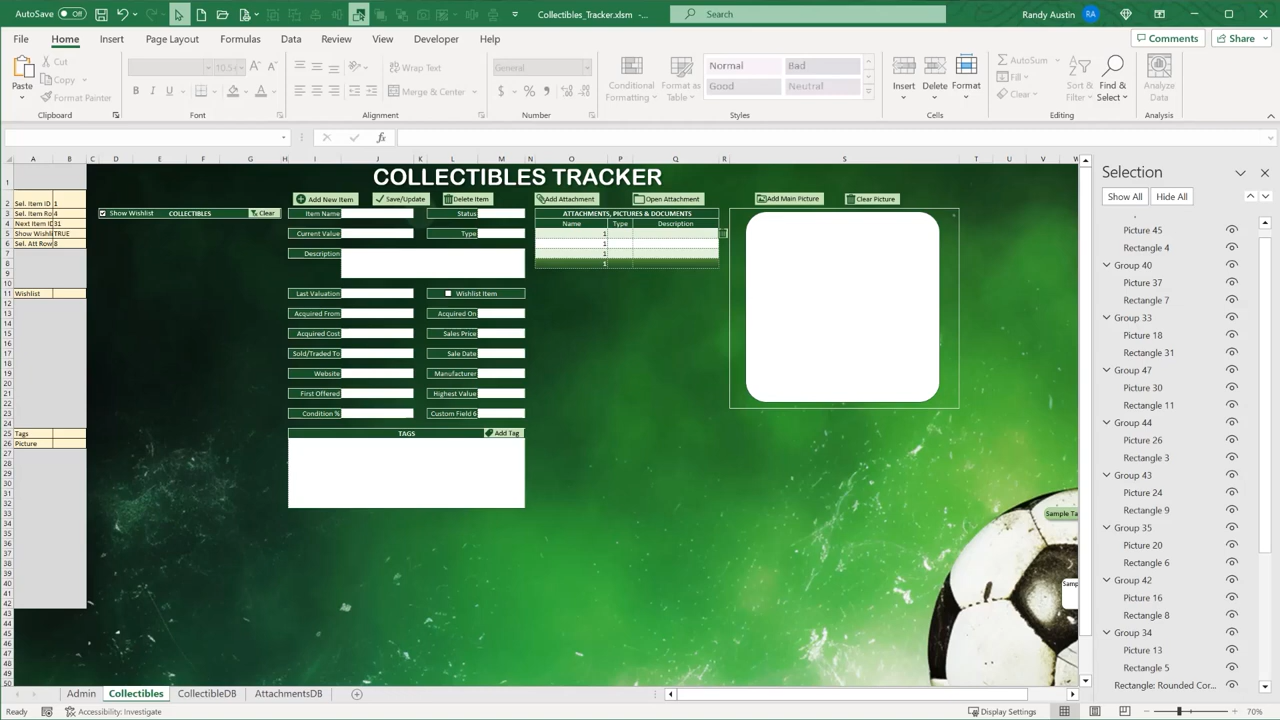 AutoSave Off Collectibles_Tracker.xlsm -... Search Randy Austin RA
File Home Insert Page Layout Formulas Data Review View Developer Help Comments Share
Paste Cut Copy Format Painter
10.5 Wrap Text Merge & Center
General
Conditional Formatting Format as Table
Normal Bad
Good Neutral
Insert Delete Format
AutoSum Fill Clear
Sort & Filter Find & Select
Analyze Data
Clipboard Font Alignment Number Styles Cells Editing Analysis
A B C D E F G H I J K L M N O P Q R S T U V W
COLLECTIBLES TRACKER
Add New Item Save/Update Delete Item Add Attachment Open Attachment Add Main Picture Clear Picture
Sel. Item ID 1
Sel. Item Ro 4
Next Item ID 31
Show Wishl TRUE
Sel. Att Row 8
Wishlist
Tags
Picture
Show Wishlist COLLECTIBLES Clear
Item Name Status
Current Value Type
Description
Last Valuation Wishlist Item
Acquired From Acquired On
Acquired Cost Sales Price
Sold/Traded To Sale Date
Website Manufacturer
First Offered Highest Value
Condition % Custom Field 6
TAGS Add Tag
ATTACHMENTS, PICTURES & DOCUMENTS
Name Type Description
1
1
1
1
Sample Ta
Samp
Selection
Show All Hide All
Picture 45
Rectangle 4
Group 40
Picture 37
Rectangle 7
Group 33
Picture 18
Rectangle 31
Group 47
Picture 30
Rectangle 11
Group 44
Picture 26
Rectangle 3
Group 43
Picture 24
Rectangle 9
Group 35
Picture 20
Rectangle 6
Group 42
Picture 16
Rectangle 8
Group 34
Picture 13
Rectangle 5
Rectangle: Rounded Cor...
Admin Collectibles CollectibleDB AttachmentsDB
Ready Accessibility: Investigate Display Settings 70%